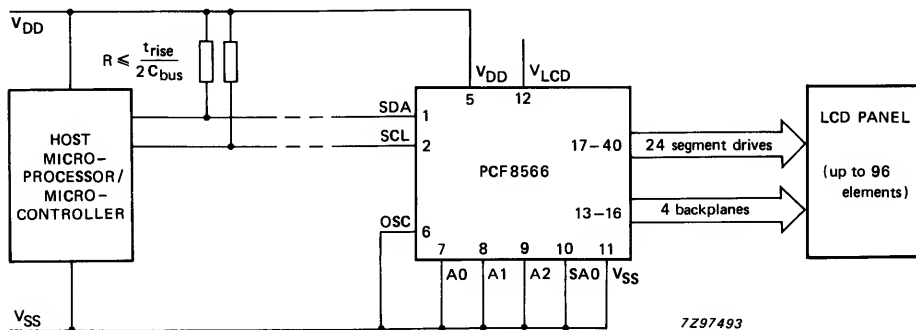 VDD
R ≤ trise
2 Cbus
VDD
VLCD
5
12
SDA
1
SCL
2
HOST
MICRO-
PROCESSOR/
MICRO-
CONTROLLER
PCF8566
17–40
24 segment drives
LCD PANEL
(up to 96
elements)
13–16
4 backplanes
OSC
6
7
8
9
10
11
A0
A1
A2
SA0
VSS
VSS
7Z97493